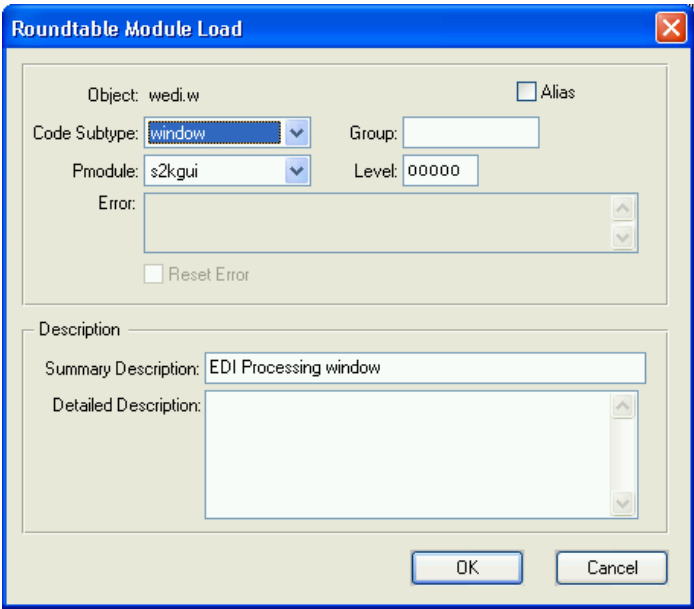 Roundtable Module Load
Object: wedi.w Alias
Code Subtype: window Group:
Pmodule: s2kgui Level: 00000
Error:
Reset Error
Description
Summary Description: EDI Processing window
Detailed Description:
OK Cancel